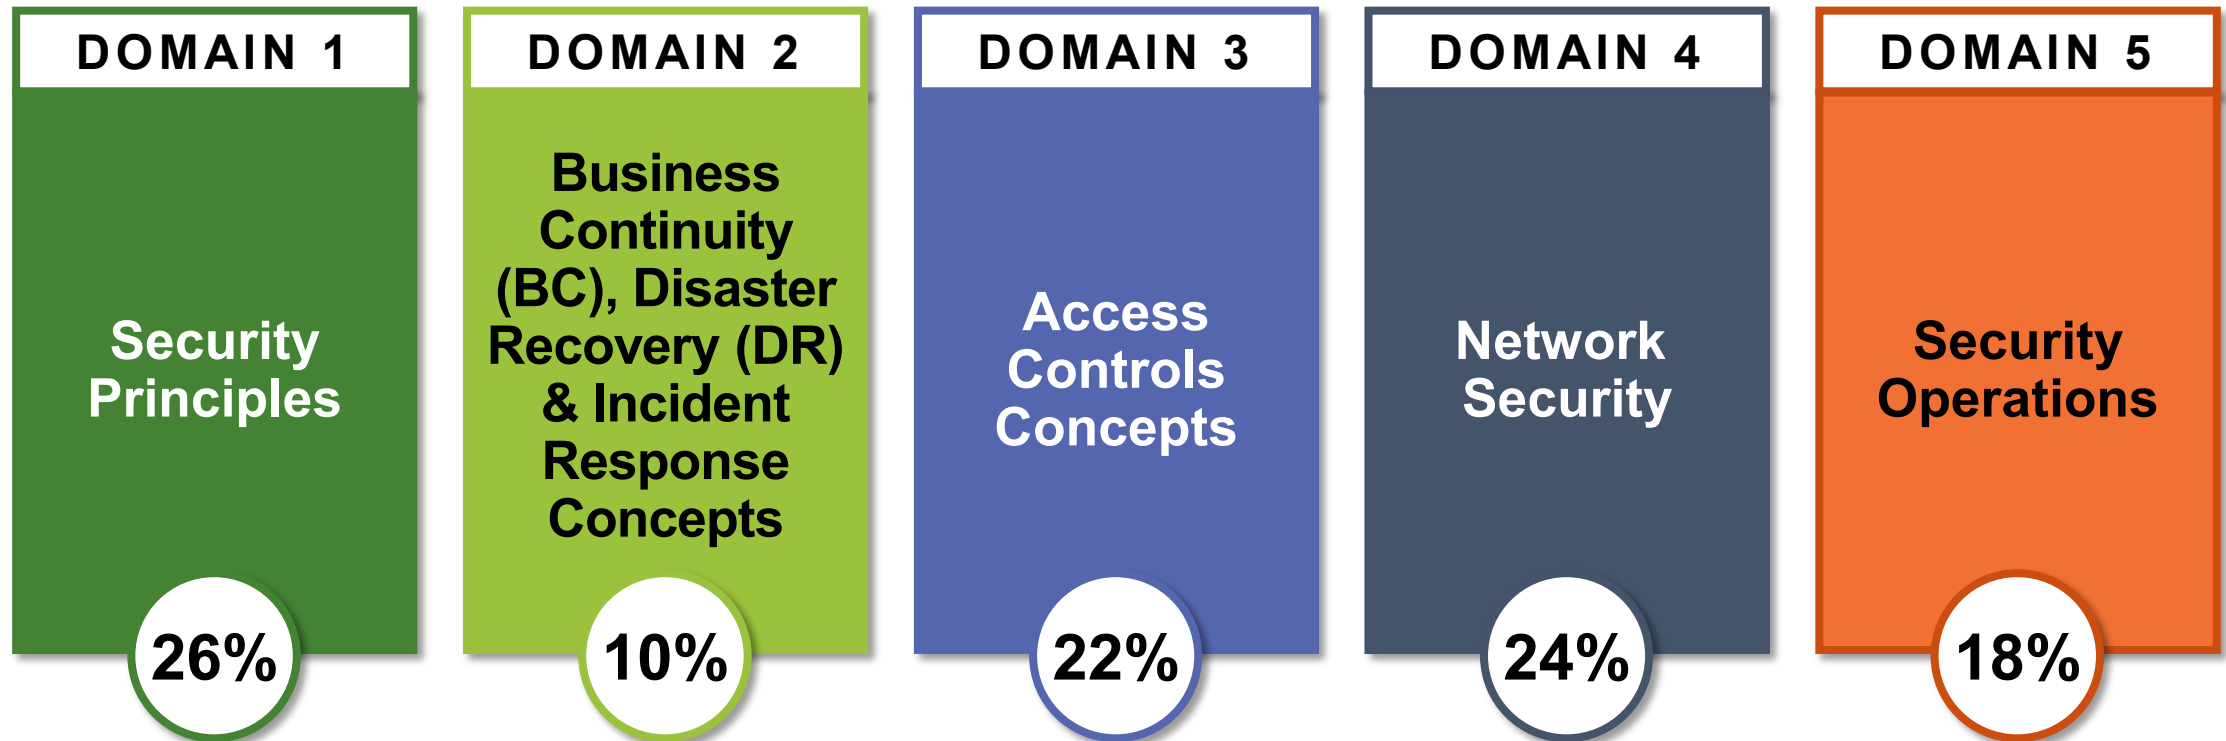 DOMAIN 1
Security
Principles
26%
DOMAIN 2
Business
Continuity
(BC), Disaster
Recovery (DR)
& Incident
Response
Concepts
10%
DOMAIN 3
Access
Controls
Concepts
22%
DOMAIN 4
Network
Security
24%
DOMAIN 5
Security
Operations
18%